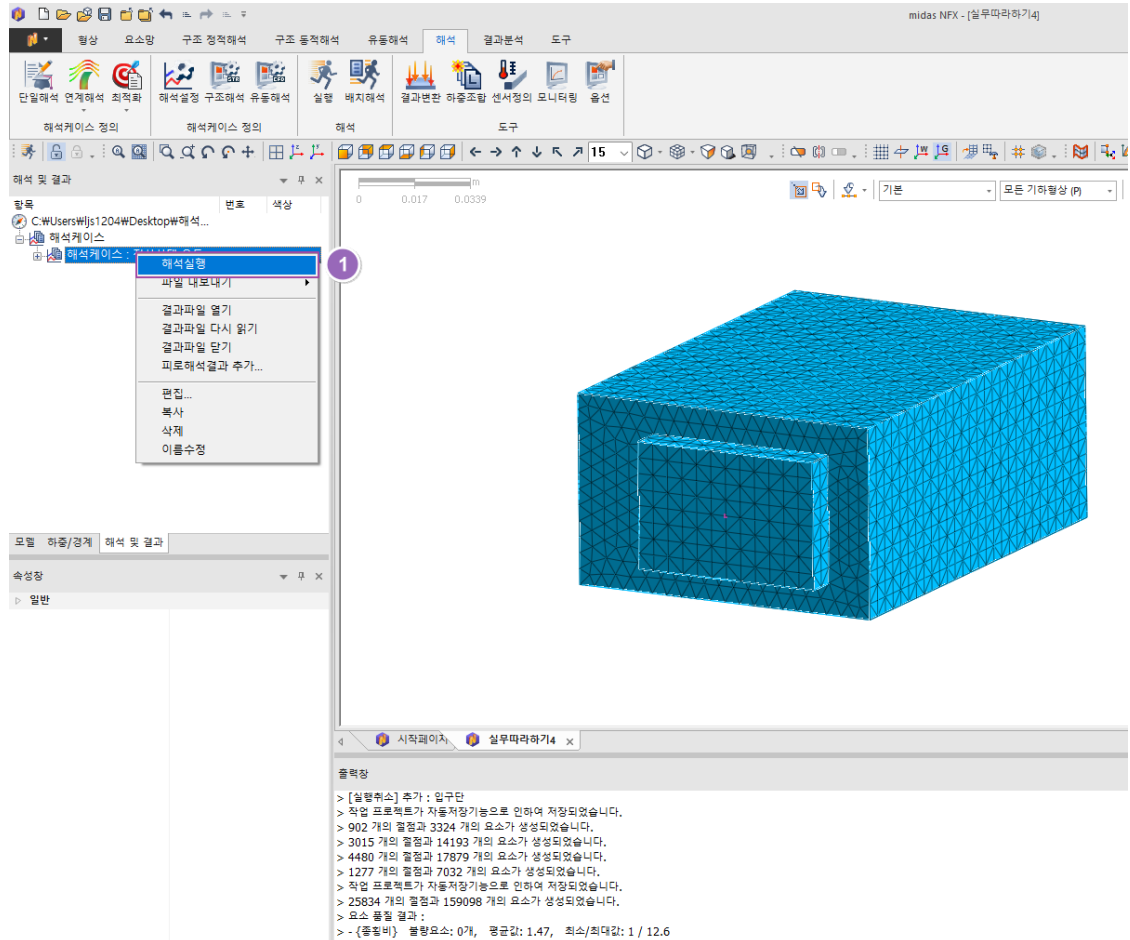 midas NFX - [실무따라하기4]
형상 요소망 구조 정적해석 구조 동적해석 유동해석 해석 결과분석 도구
단일해석 연계해석 최적화 해석설정 구조해석 유동해석 실행 배치해석 결과변환 하중조합 센서정의 모니터링 옵션
해석케이스 정의 해석케이스 정의 해석 도구
15
해석 및 결과
m
0 0.017 0.0339
기본 모든 기하형상 (P)
항목 번호 색상
C:₩Users₩ljs1204₩Desktop₩해석...
해석케이스
해석케이스 :
해석실행
1
파일 내보내기
결과파일 열기
결과파일 다시 읽기
결과파일 닫기
피로해석결과 추가...
편집...
복사
삭제
이름수정
모델 하중/경계 해석 및 결과
속성창
일반
시작페이지 실무따라하기4
출력창
> [실행취소] 추가 : 입구단
> 작업 프로젝트가 자동저장기능으로 인하여 저장되었습니다.
> 902 개의 절점과 3324 개의 요소가 생성되었습니다.
> 3015 개의 절점과 14193 개의 요소가 생성되었습니다.
> 4480 개의 절점과 17879 개의 요소가 생성되었습니다.
> 1277 개의 절점과 7032 개의 요소가 생성되었습니다.
> 작업 프로젝트가 자동저장기능으로 인하여 저장되었습니다.
> 25834 개의 절점과 159098 개의 요소가 생성되었습니다.
> 요소 품질 결과 :
> - {종횡비} 불량요소: 0개, 평균값: 1.47, 최소/최대값: 1 / 12.6